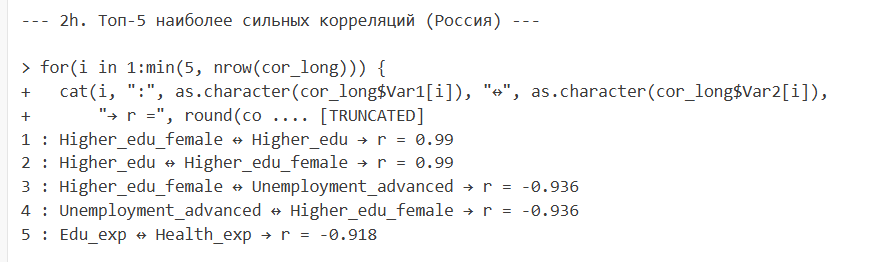 --- 2h. Топ-5 наиболее сильных корреляций (Россия) ---
> for(i in 1:min(5, nrow(cor_long))) {
+   cat(i, ":", as.character(cor_long$Var1[i]), "↔", as.character(cor_long$Var2[i]),
+       "→ r =", round(co .... [TRUNCATED]
1 : Higher_edu_female ↔ Higher_edu → r = 0.99
2 : Higher_edu ↔ Higher_edu_female → r = 0.99
3 : Higher_edu_female ↔ Unemployment_advanced → r = -0.936
4 : Unemployment_advanced ↔ Higher_edu_female → r = -0.936
5 : Edu_exp ↔ Health_exp → r = -0.918